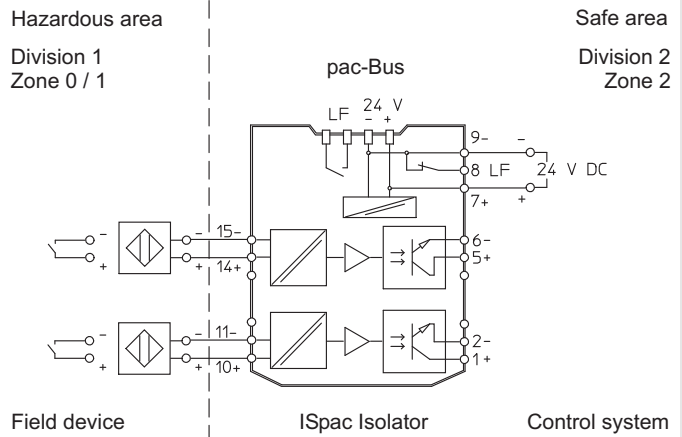 Hazardous area
Safe area
Division 1
Zone 0 / 1
Division 2
Zone 2
pac-Bus
LF 24 V
- +
9-
-
8 LF
24 V DC
7+
+
-
-
15-
6-
+
+
14+
5+
-
-
11-
2-
+
+
10+
1+
Field device
ISpac Isolator
Control system